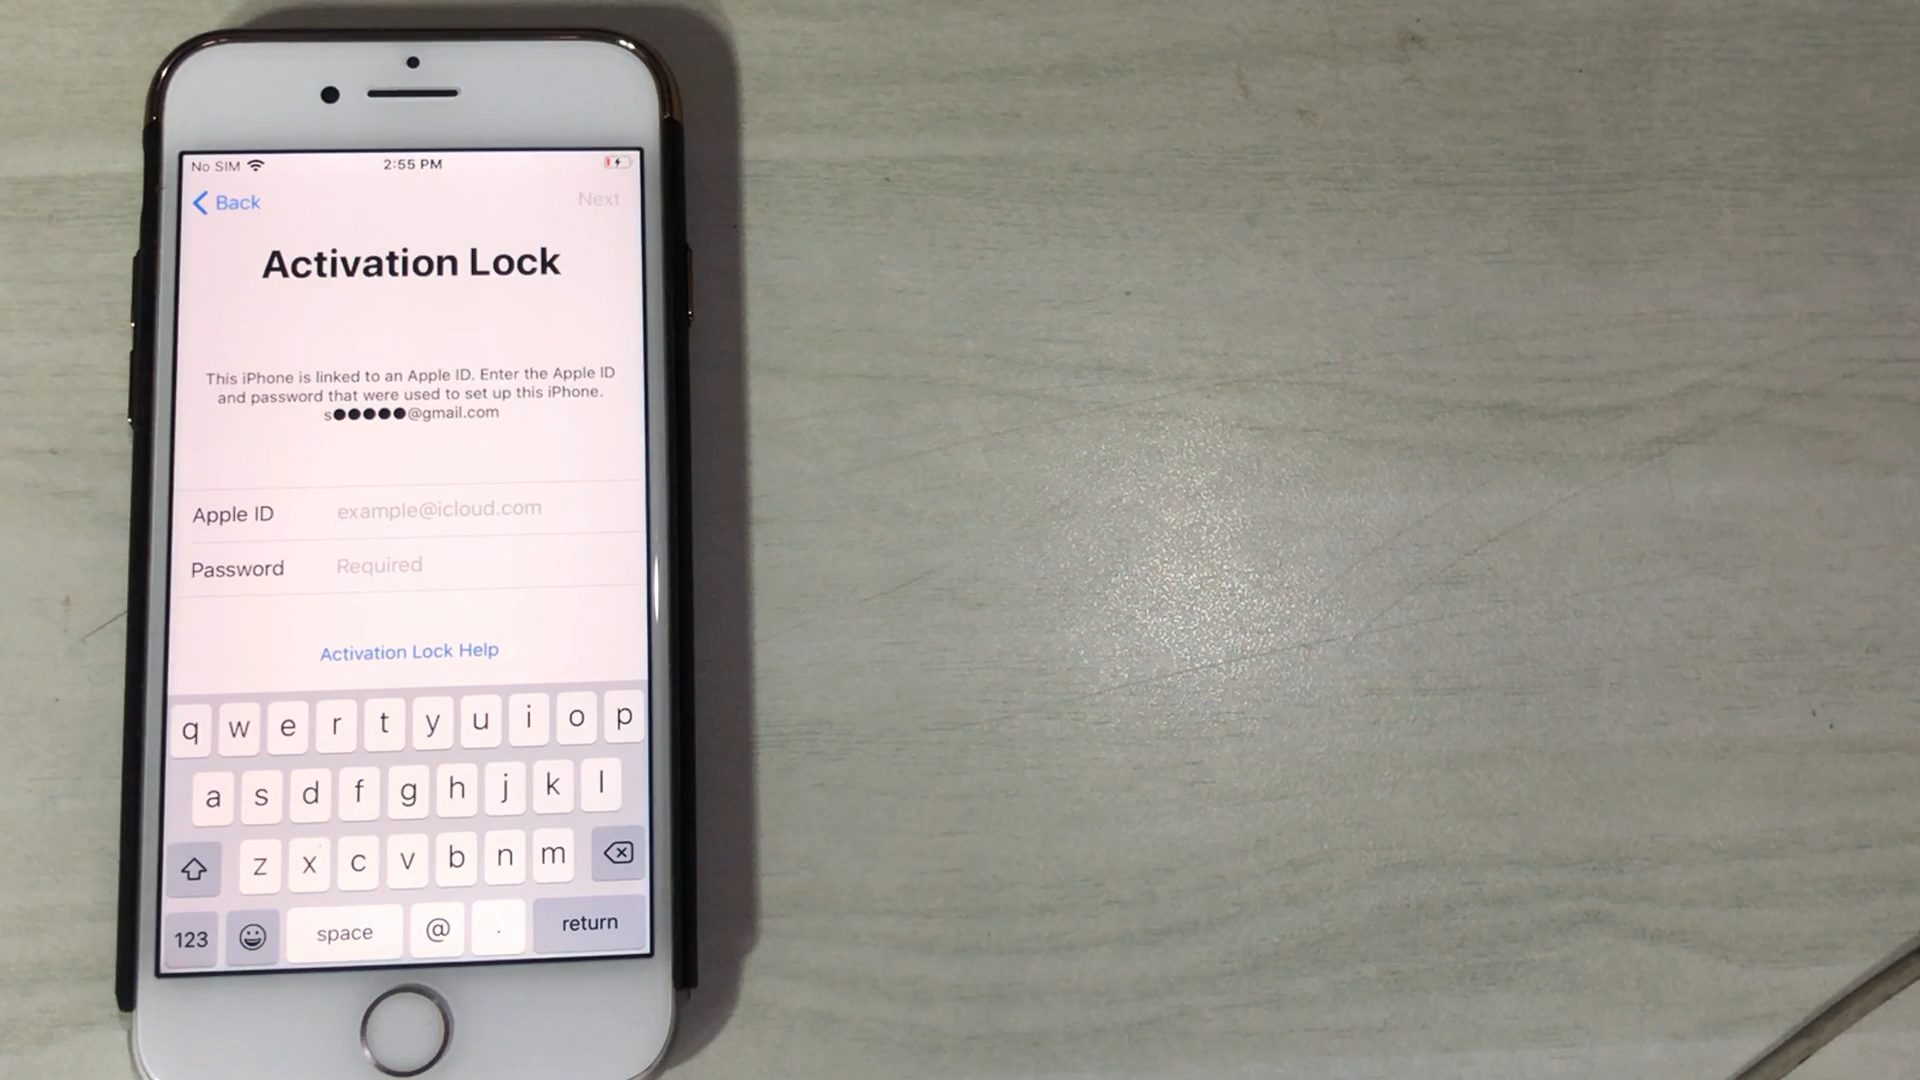 No SIM 2:55 PM
Back Next
Activation Lock
This iPhone is linked to an Apple ID. Enter the Apple ID
and password that were used to set up this iPhone.
s●●●●●@gmail.com
Apple ID example@icloud.com
Password Required
Activation Lock Help
q w e r t y u i o p
a s d f g h j k l
z x c v b n m
123 space @ . return